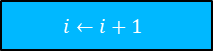 i ← i + 1